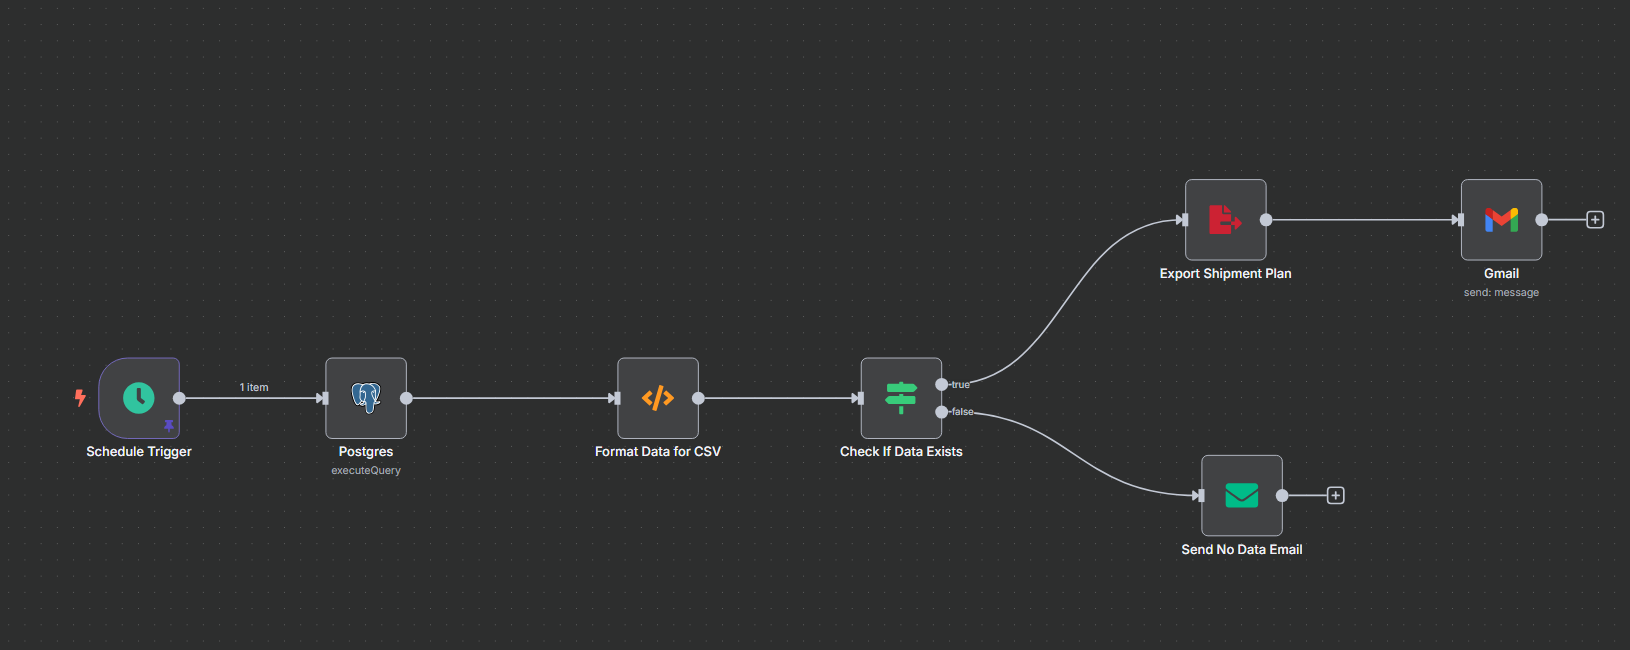 Export Shipment Plan
Gmail
send: message
1 item
true
false
Schedule Trigger
Postgres
executeQuery
Format Data for CSV
Check If Data Exists
Send No Data Email